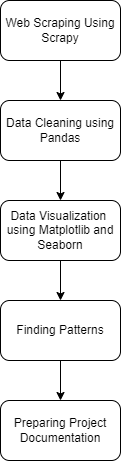 Web Scraping Using
Scrapy
Data Cleaning using
Pandas
Data Visualization
using Matplotlib and
Seaborn
Finding Patterns
Preparing Project
Documentation